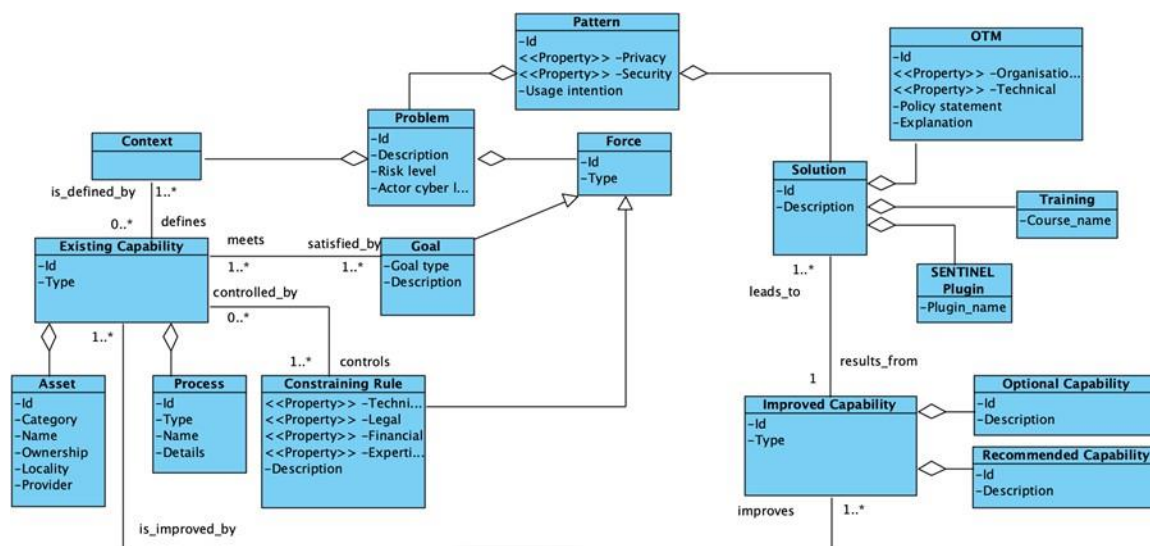 Pattern
-Id
<<Property>> -Privacy
<<Property>> -Security
-Usage intention
OTM
-Id
<<Property>> -Organisatio...
<<Property>> -Technical
-Policy statement
-Explanation
Problem
-Id
-Description
-Risk level
-Actor cyber l...
Context
Force
-Id
-Type
Solution
-Id
-Description
Training
-Course_name
SENTINEL
Plugin
-Plugin_name
is_defined_by
1..*
0..*
defines
Existing Capability
-Id
-Type
meets
1..*
satisfied_by
1..*
Goal
-Goal type
-Description
controlled_by
0..*
1..*
controls
1..*
Asset
-Id
-Category
-Name
-Ownership
-Locality
-Provider
Process
-Id
-Type
-Name
-Details
Constraining Rule
<<Property>> -Techni...
<<Property>> -Legal
<<Property>> -Financial
<<Property>> -Experti...
-Description
1..*
leads_to
results_from
1
Improved Capability
-Id
-Type
Optional Capability
-Id
-Description
Recommended Capability
-Id
-Description
is_improved_by
improves
1..*